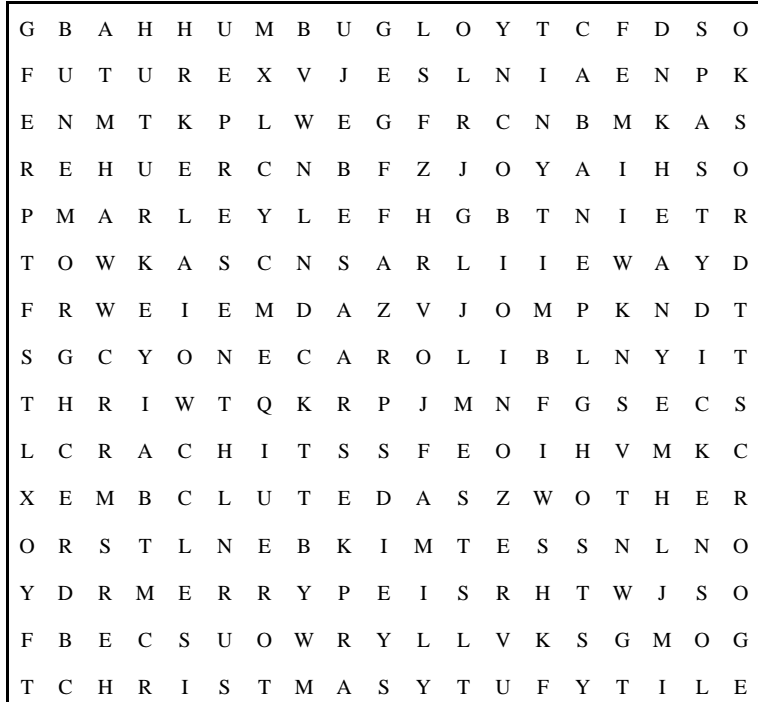 G B A H H U M B U G L O Y T C F D S O
F U T U R E X V J E S L N I A E N P K
E N M T K P L W E G F R C N B M K A S
R E H U E R C N B F Z J O Y A I H S O
P M A R L E Y L E F H G B T N I E T R
T O W K A S C N S A R L I I E W A Y D
F R W E I E M D A Z V J O M P K N D T
S G C Y O N E C A R O L I B L N Y I T
T H R I W T Q K R P J M N F G S E C S
L C R A C H I T S S F E O I H V M K C
X E M B C L U T E D A S Z W O T H E R
O R S T L N E B K I M T E S S N L N O
Y D R M E R R Y P E I S R H T W J S O
F B E C S U O W R Y L L V K S G M O G
T C H R I S T M A S Y T U F Y T I L E